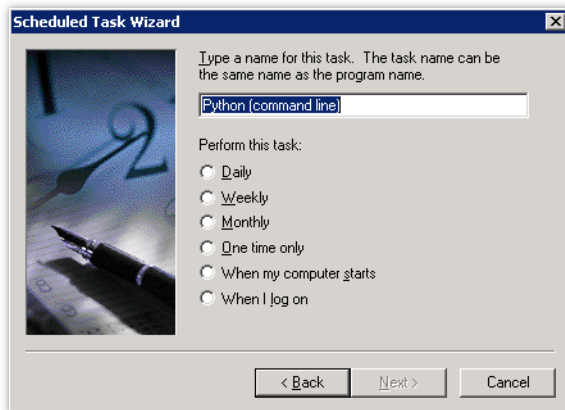 Scheduled Task Wizard
Type a name for this task. The task name can be
the same name as the program name.
Python (command line)
Perform this task:
Daily
Weekly
Monthly
One time only
When my computer starts
When I log on
< Back
Next >
Cancel